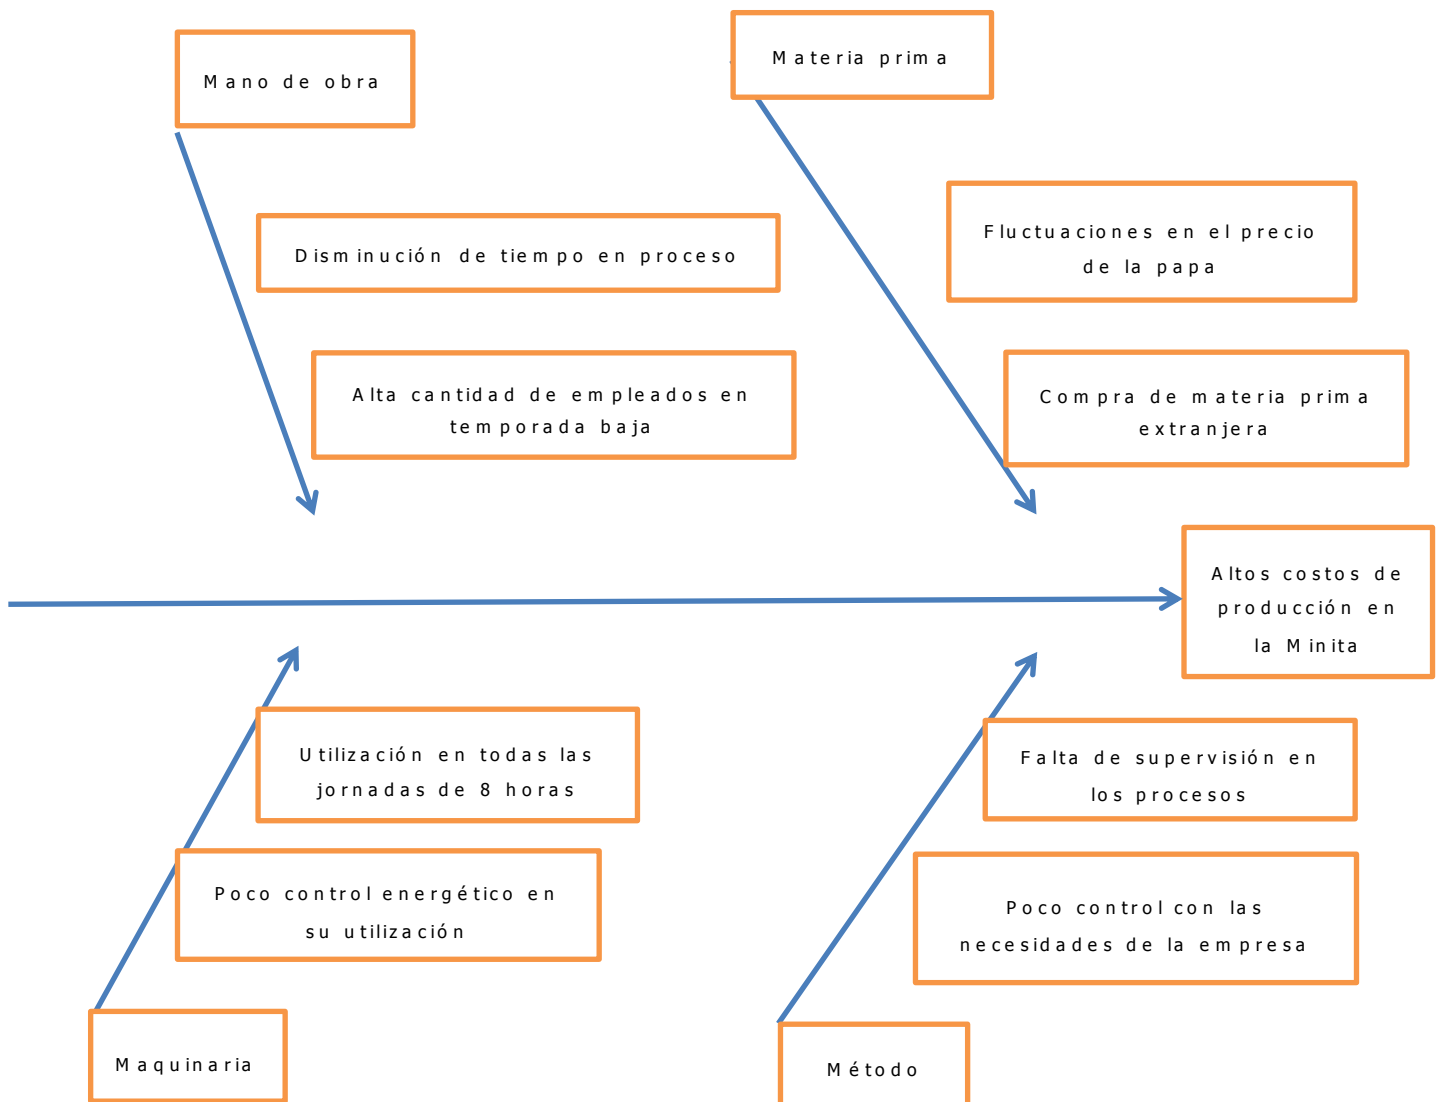 Mano de obra
Materia prima
Disminución de tiempo en proceso
Fluctuaciones en el precio
de la papa
Alta cantidad de empleados en
temporada baja
Compra de materia prima
extranjera
Altos costos de
producción en
la Minita
Utilización en todas las
jornadas de 8 horas
Falta de supervisión en
los procesos
Poco control energético en
su utilización
Poco control con las
necesidades de la empresa
Maquinaria
Método